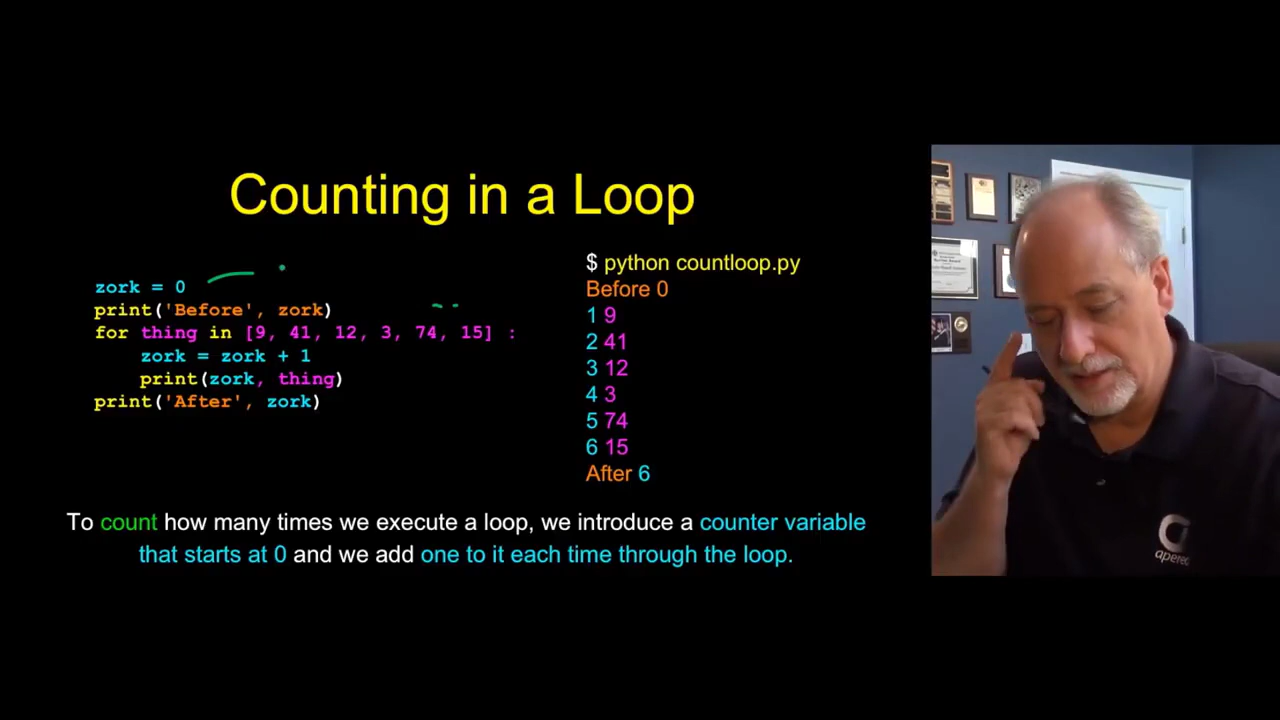 Counting in a Loop
zork = 0
print('Before', zork)
for thing in [9, 41, 12, 3, 74, 15] :
    zork = zork + 1
    print(zork, thing)
print('After', zork)
$ python countloop.py
Before 0
1 9
2 41
3 12
4 3
5 74
6 15
After 6
To count how many times we execute a loop, we introduce a counter variable
that starts at 0 and we add one to it each time through the loop.